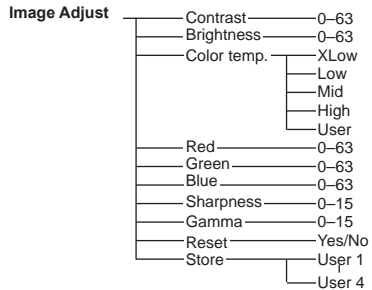 Image Adjust Contrast 0–63
Brightness 0–63
Color temp. XLow
Low
Mid
High
User
Red 0–63
Green 0–63
Blue 0–63
Sharpness 0–15
Gamma 0–15
Reset Yes/No
Store User 1
User 4